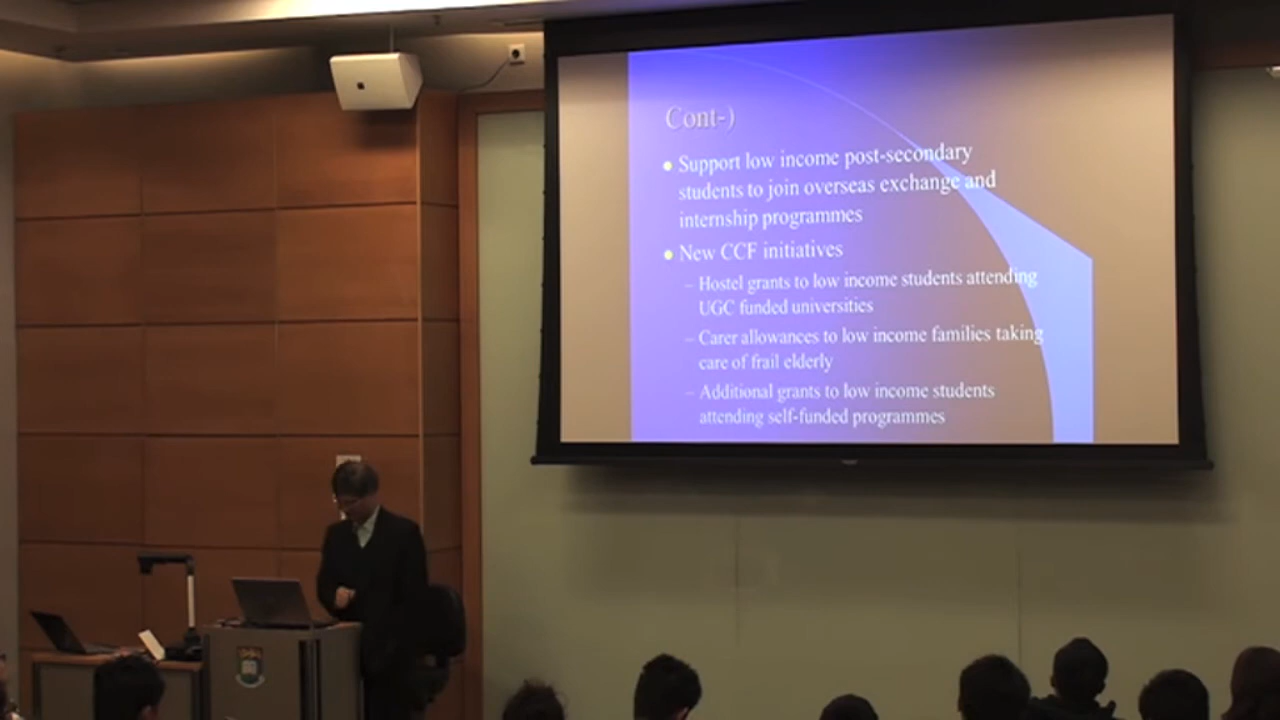 Cont-)
• Support low income post-secondary
students to join overseas exchange and
internship programmes
• New CCF initiatives
– Hostel grants to low income students attending
UGC funded universities
– Carer allowances to low income families taking
care of frail elderly
– Additional grants to low income students
attending self-funded programmes